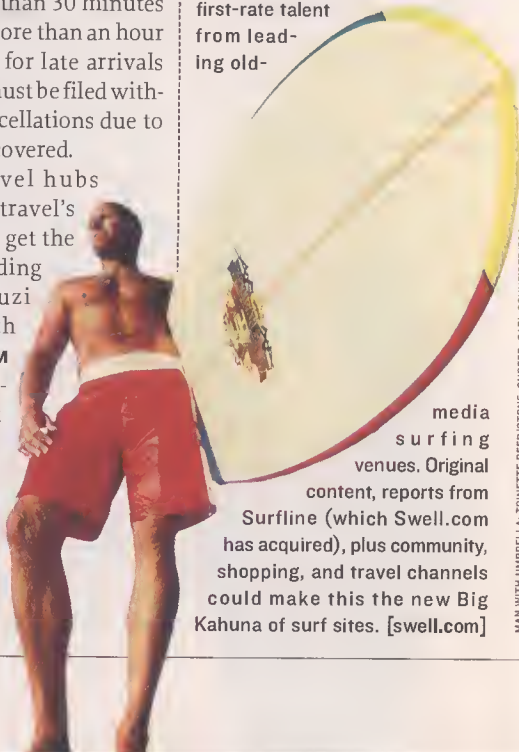 than 30 minutes
ore than an hour
for late arrivals
ust be filed with-
cellations due to
overed.
vel hubs
travel's
get the
ding
uzi
h
M
first-rate talent
from lead-
ing old-
media
surfing
venues. Original
content, reports from
Surfline (which Swell.com
has acquired), plus community,
shopping, and travel channels
could make this the new Big
Kahuna of surf sites. [swell.com]
MAN WITH UMBRELLA: